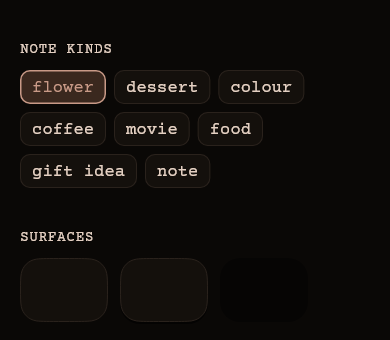 NOTE KINDS
flower dessert colour
coffee movie food
gift idea note
SURFACES